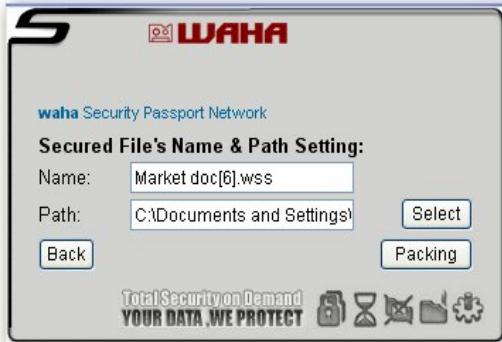 S WAHA
waha Security Passport Network
Secured File's Name & Path Setting:
Name: Market doc[6].wss
Path: C:\Documents and Settings\ Select
Back Packing
Total Security on Demand
YOUR DATA ,WE PROTECT